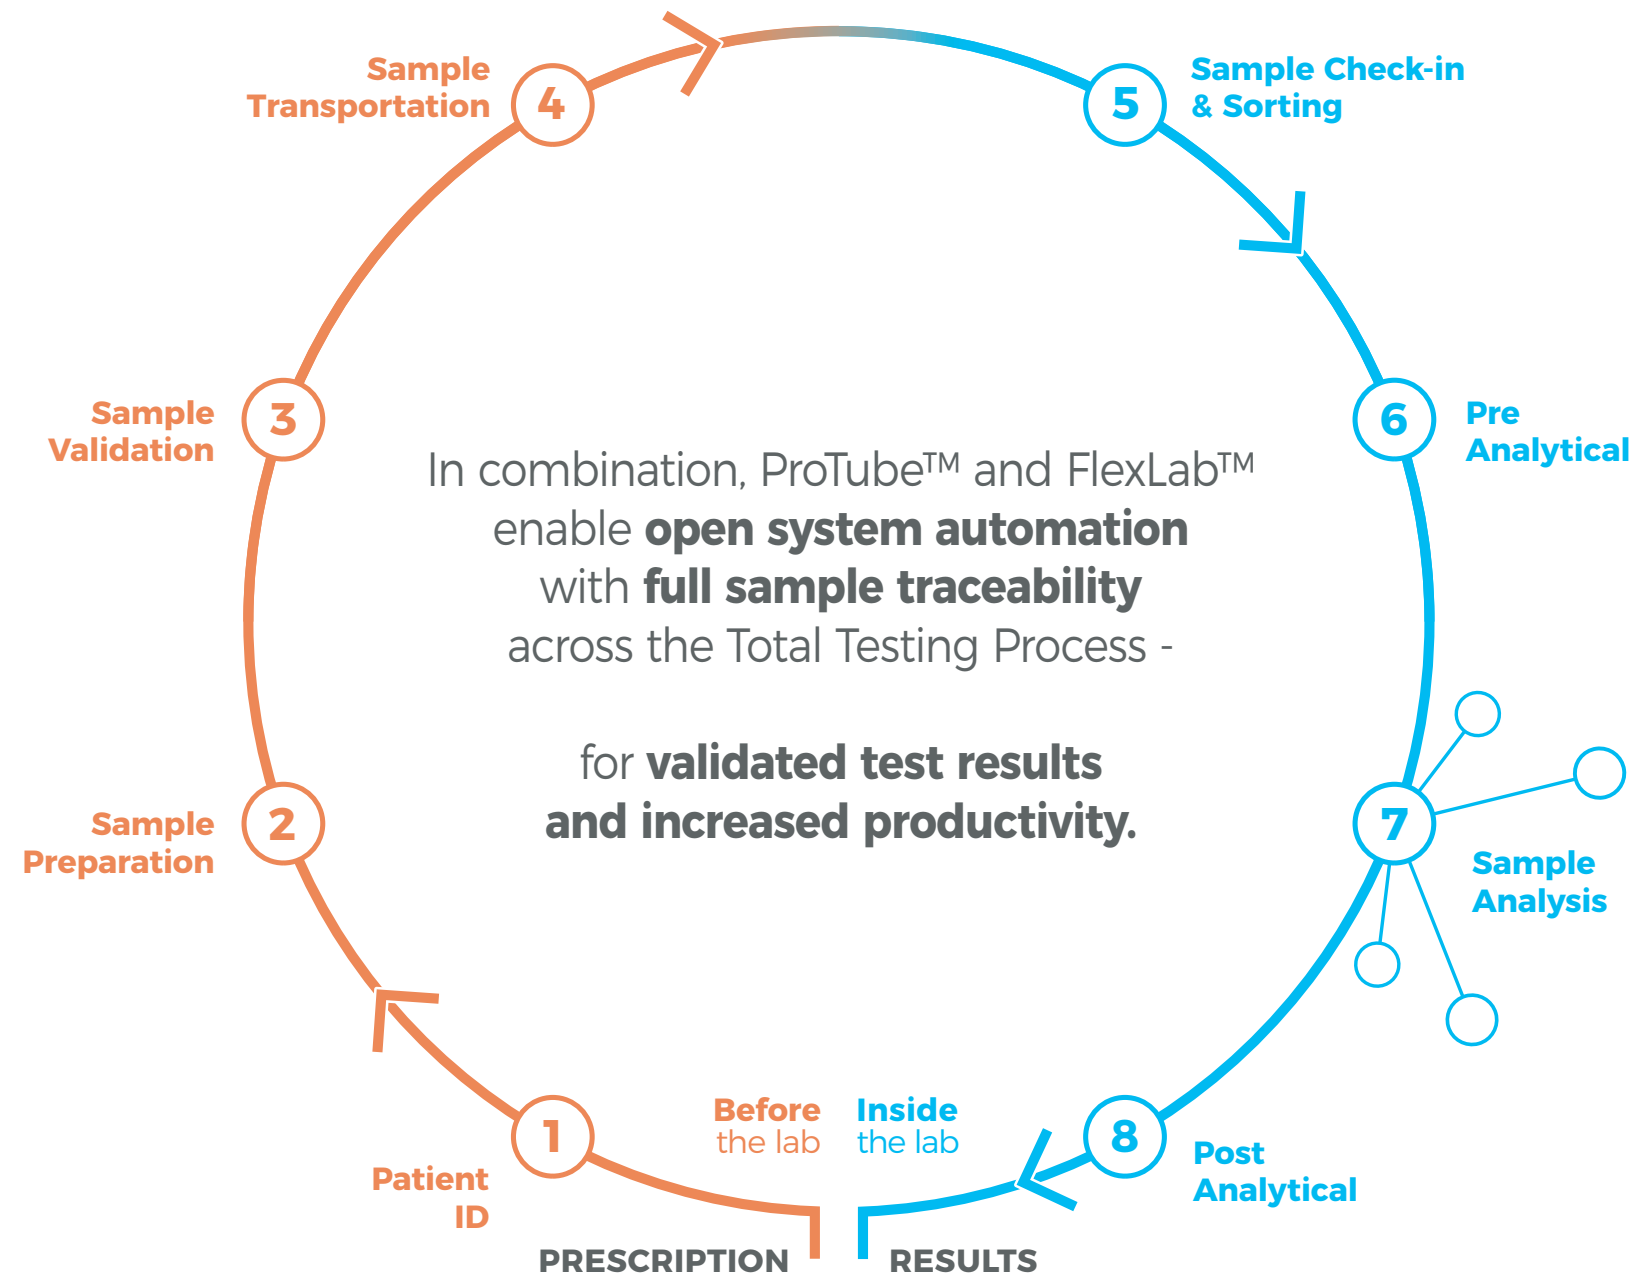 Sample
Transportation
4
5
Sample Check-in
& Sorting
Sample
Validation
3
6
Pre
Analytical
In combination, ProTube™ and FlexLab™
enable open system automation
with full sample traceability
across the Total Testing Process -
for validated test results
and increased productivity.
Sample
Preparation
2
7
Sample
Analysis
Patient
ID
1
Before
the lab
Inside
the lab
8
Post
Analytical
PRESCRIPTION
RESULTS